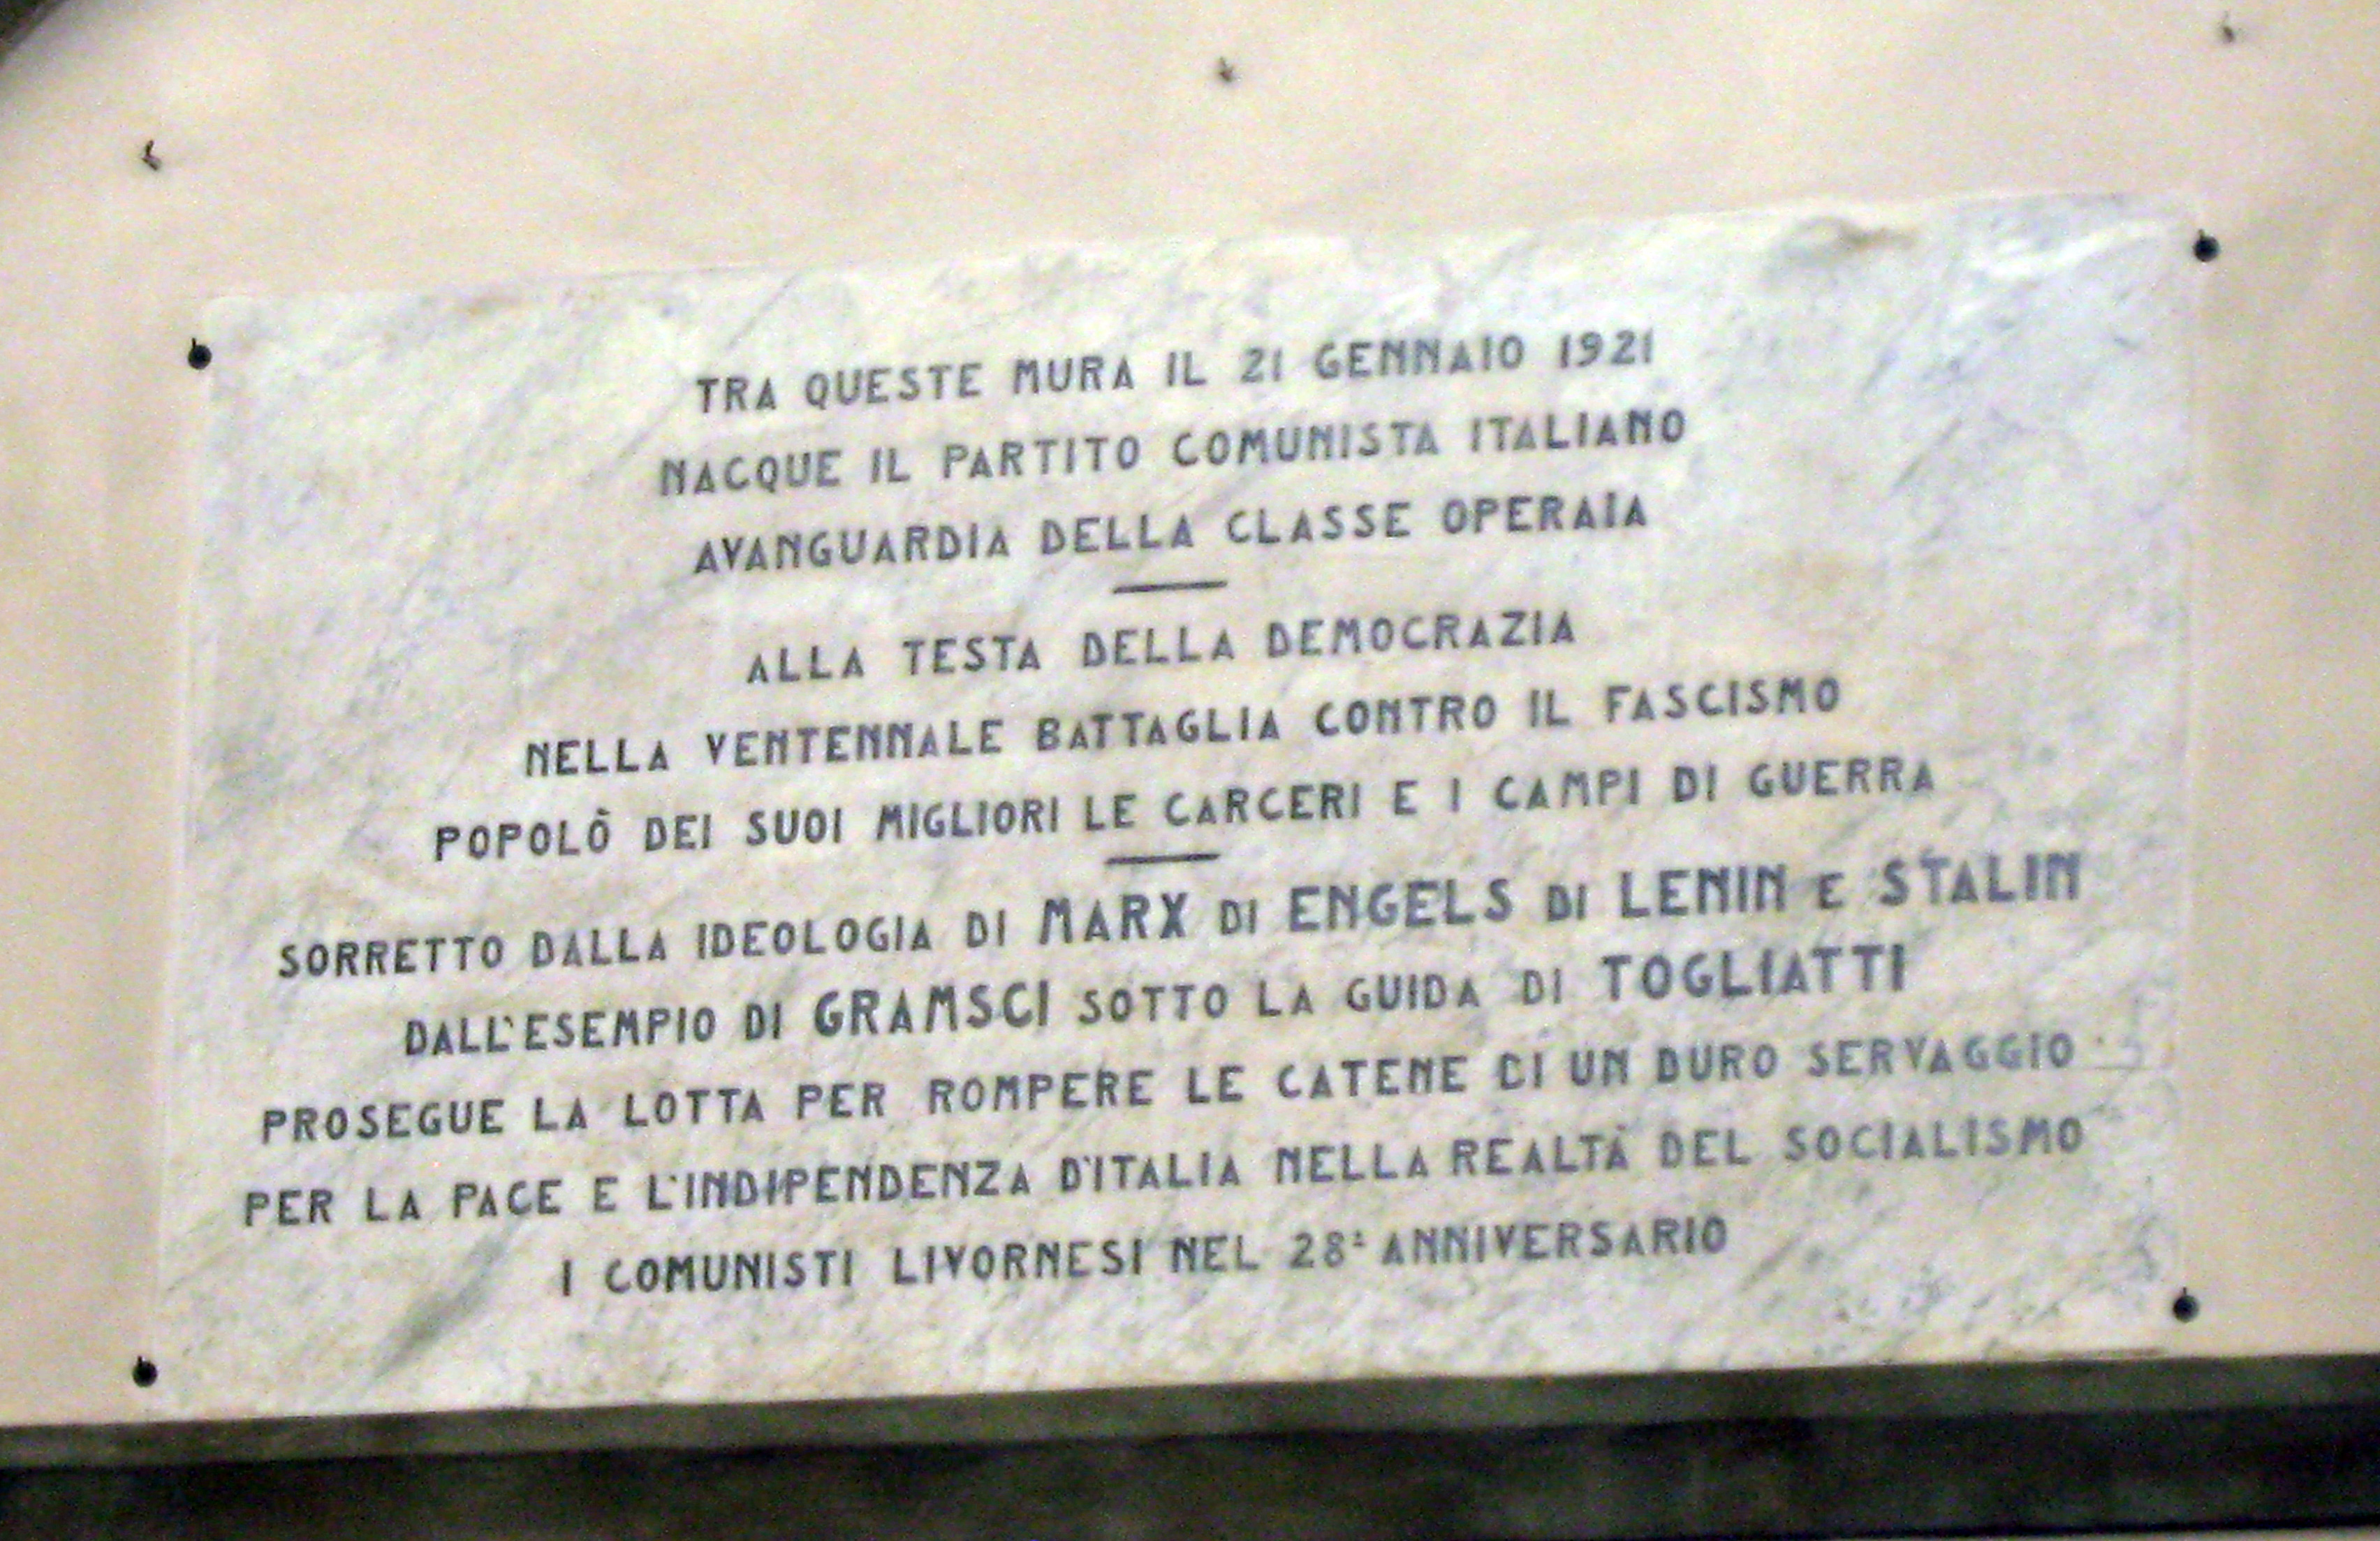 TRA QUESTE MURA IL 21 GENNAIO 1921
NACQUE IL PARTITO COMUNISTA ITALIANO
AVANGUARDIA DELLA CLASSE OPERAIA
ALLA TESTA DELLA DEMOCRAZIA
NELLA VENTENNALE BATTAGLIA CONTRO IL FASCISMO
POPOLÒ DEI SUOI MIGLIORI LE CARCERI E I CAMPI DI GUERRA
SORRETTO DALLA IDEOLOGIA DI MARX DI ENGELS DI LENIN E STALIN
DALL'ESEMPIO DI GRAMSCI SOTTO LA GUIDA DI TOGLIATTI
PROSEGUE LA LOTTA PER ROMPERE LE CATENE DI UN DURO SERVAGGIO
PER LA PACE E L'INDIPENDENZA D'ITALIA NELLA REALTÀ DEL SOCIALISMO
I COMUNISTI LIVORNESI NEL 28° ANNIVERSARIO